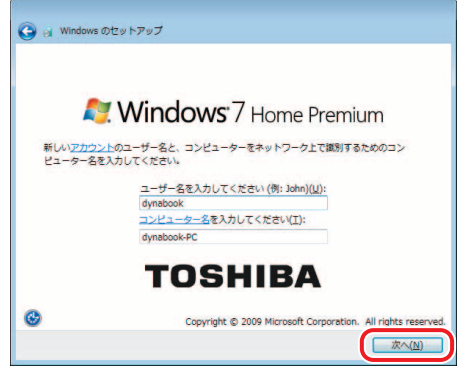 Windows のセットアップ
Windows 7 Home Premium
新しいアカウントのユーザー名と、コンピューターをネットワーク上で識別するためのコン
ピューター名を入力してください。
ユーザー名を入力してください (例: John)(U):
dynabook
コンピューター名を入力してください(T):
dynabook-PC
TOSHIBA
Copyright © 2009 Microsoft Corporation. All rights reserved.
次へ(N)